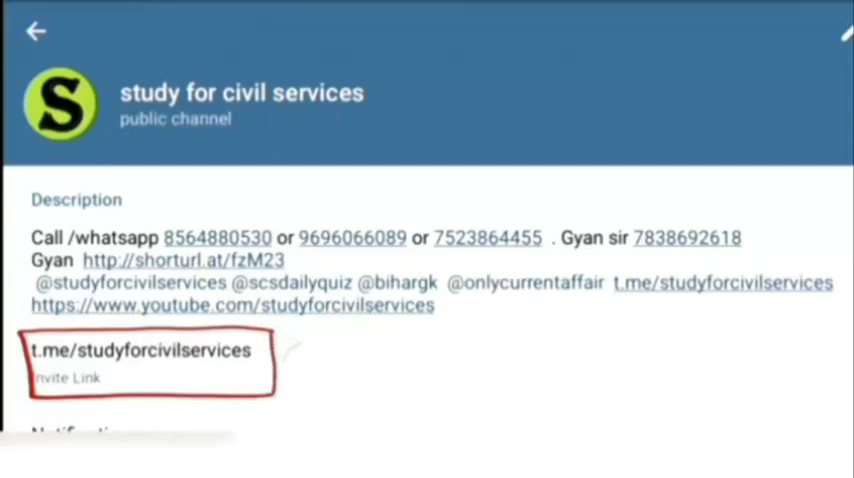 S
study for civil services
public channel
Description
Call /whatsapp 8564880530 or 9696066089 or 7523864455 . Gyan sir 7838692618
Gyan http://shorturl.at/fzM23
@studyforcivilservices @scsdailyquiz @bihargk @onlycurrentaffair t.me/studyforcivilservices
https://www.youtube.com/studyforcivilservices
t.me/studyforcivilservices
Invite Link